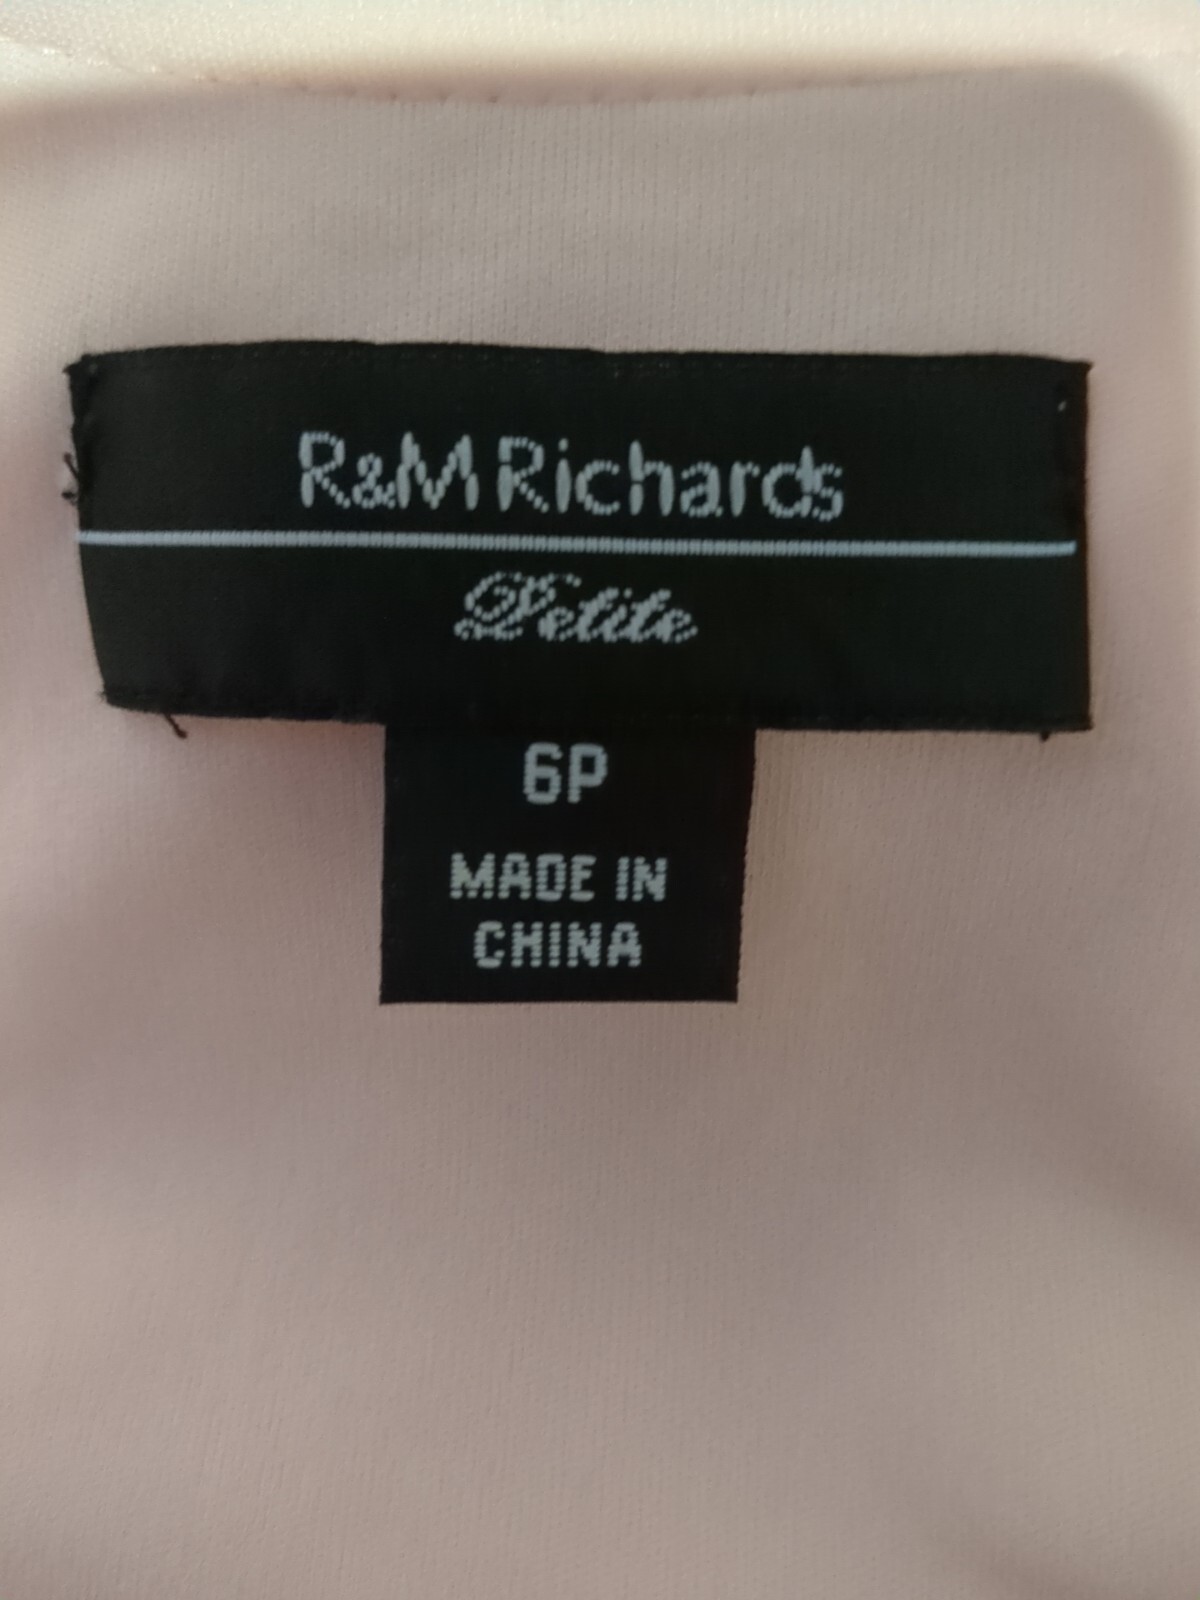 R&M Richards
Petite
6P
MADE IN
CHINA